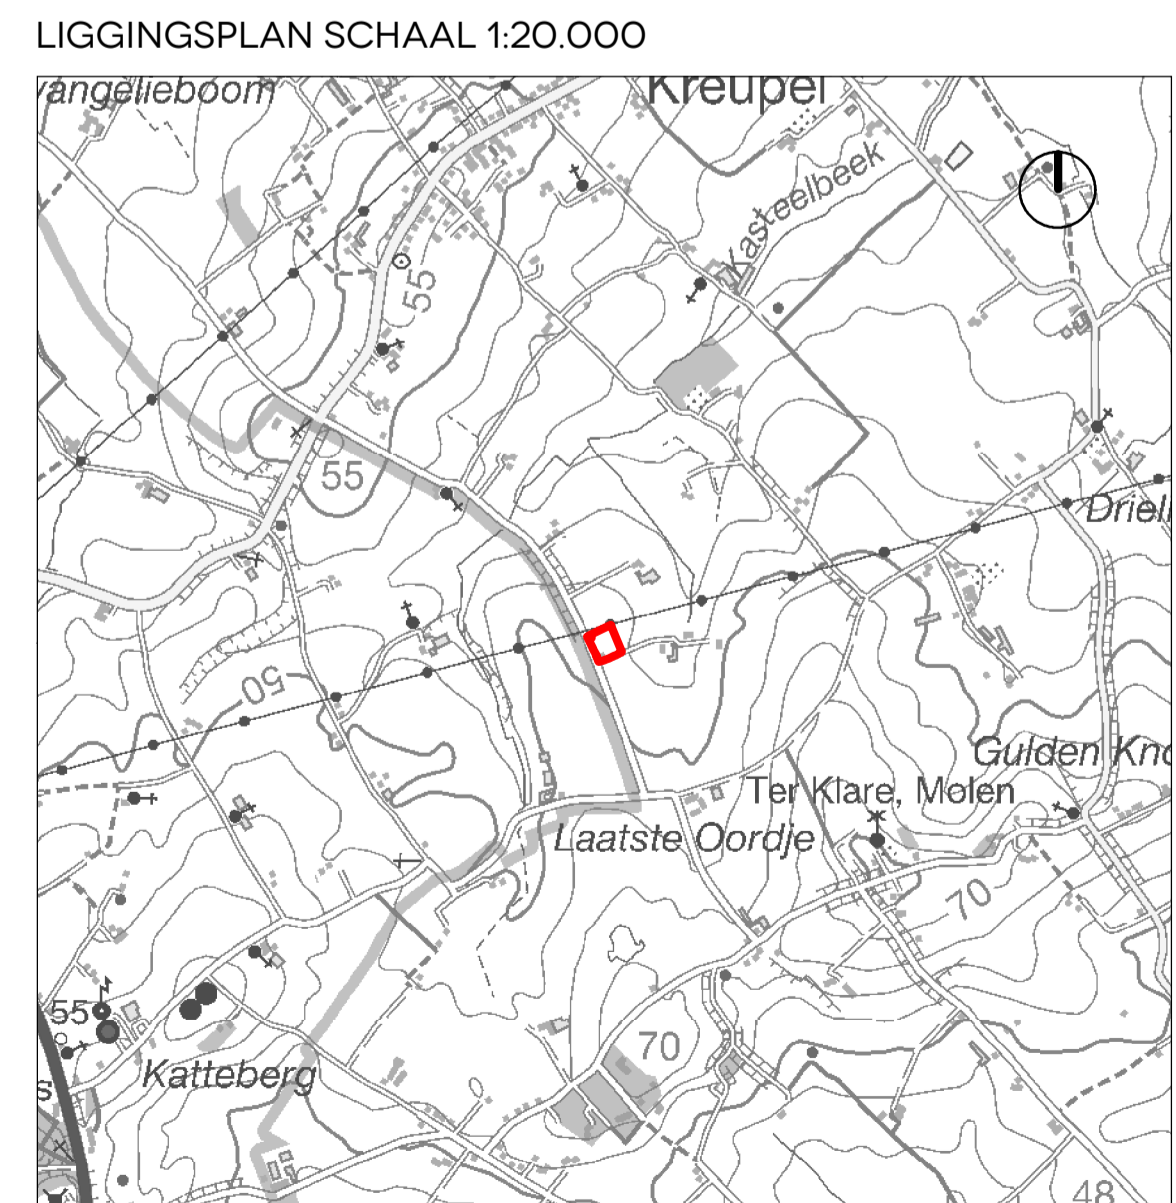 LIGGINGSPLAN SCHAAL 1:20.000
vangelieboom
Kreupel
Kasteelbeek
55
55
Driel
50
Gulden Kno
Ter Klare, Molen
Laatste Oordje
70
55
70
Katteberg
s
48